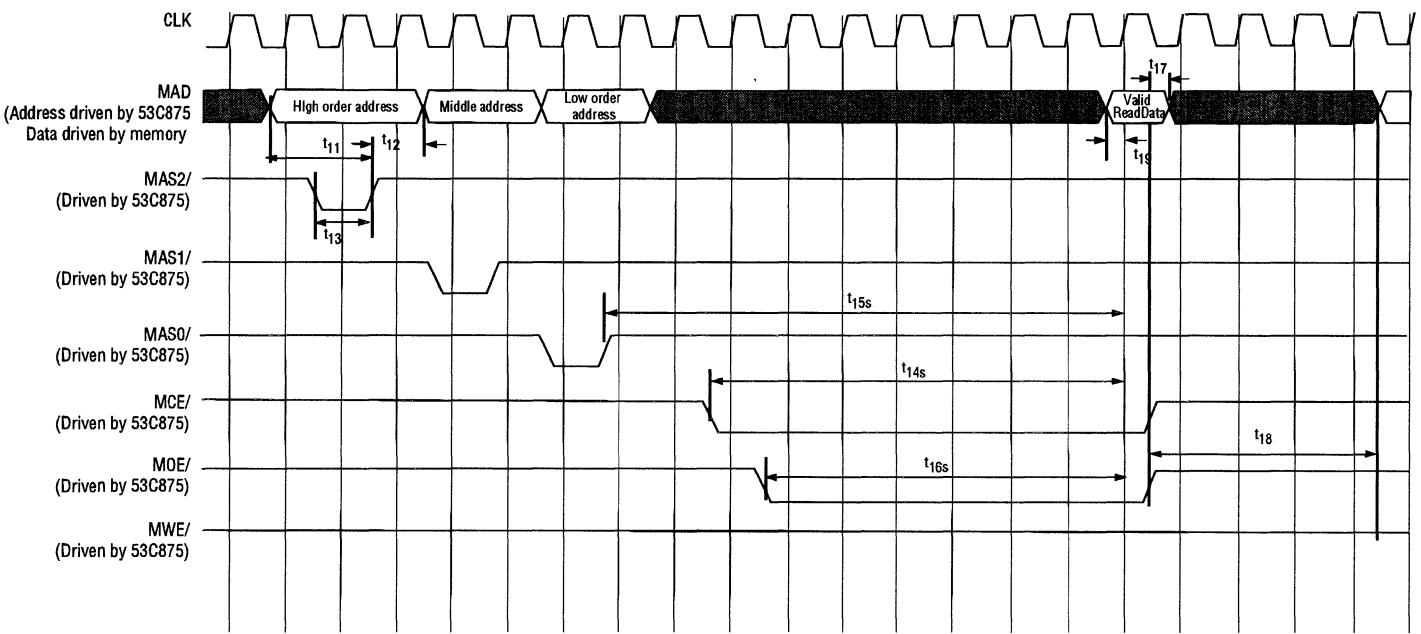 CLK
MAD
(Address driven by 53C875
Data driven by memory
HIgh order address
Middle address
Low order
address
Valid
ReadData
t17
t11
t12
t19
MAS2/
(Driven by 53C875)
t13
MAS1/
(Driven by 53C875)
t15s
MAS0/
(Driven by 53C875)
t14s
MCE/
(Driven by 53C875)
t18
MOE/
(Driven by 53C875)
t16s
MWE/
(Driven by 53C875)